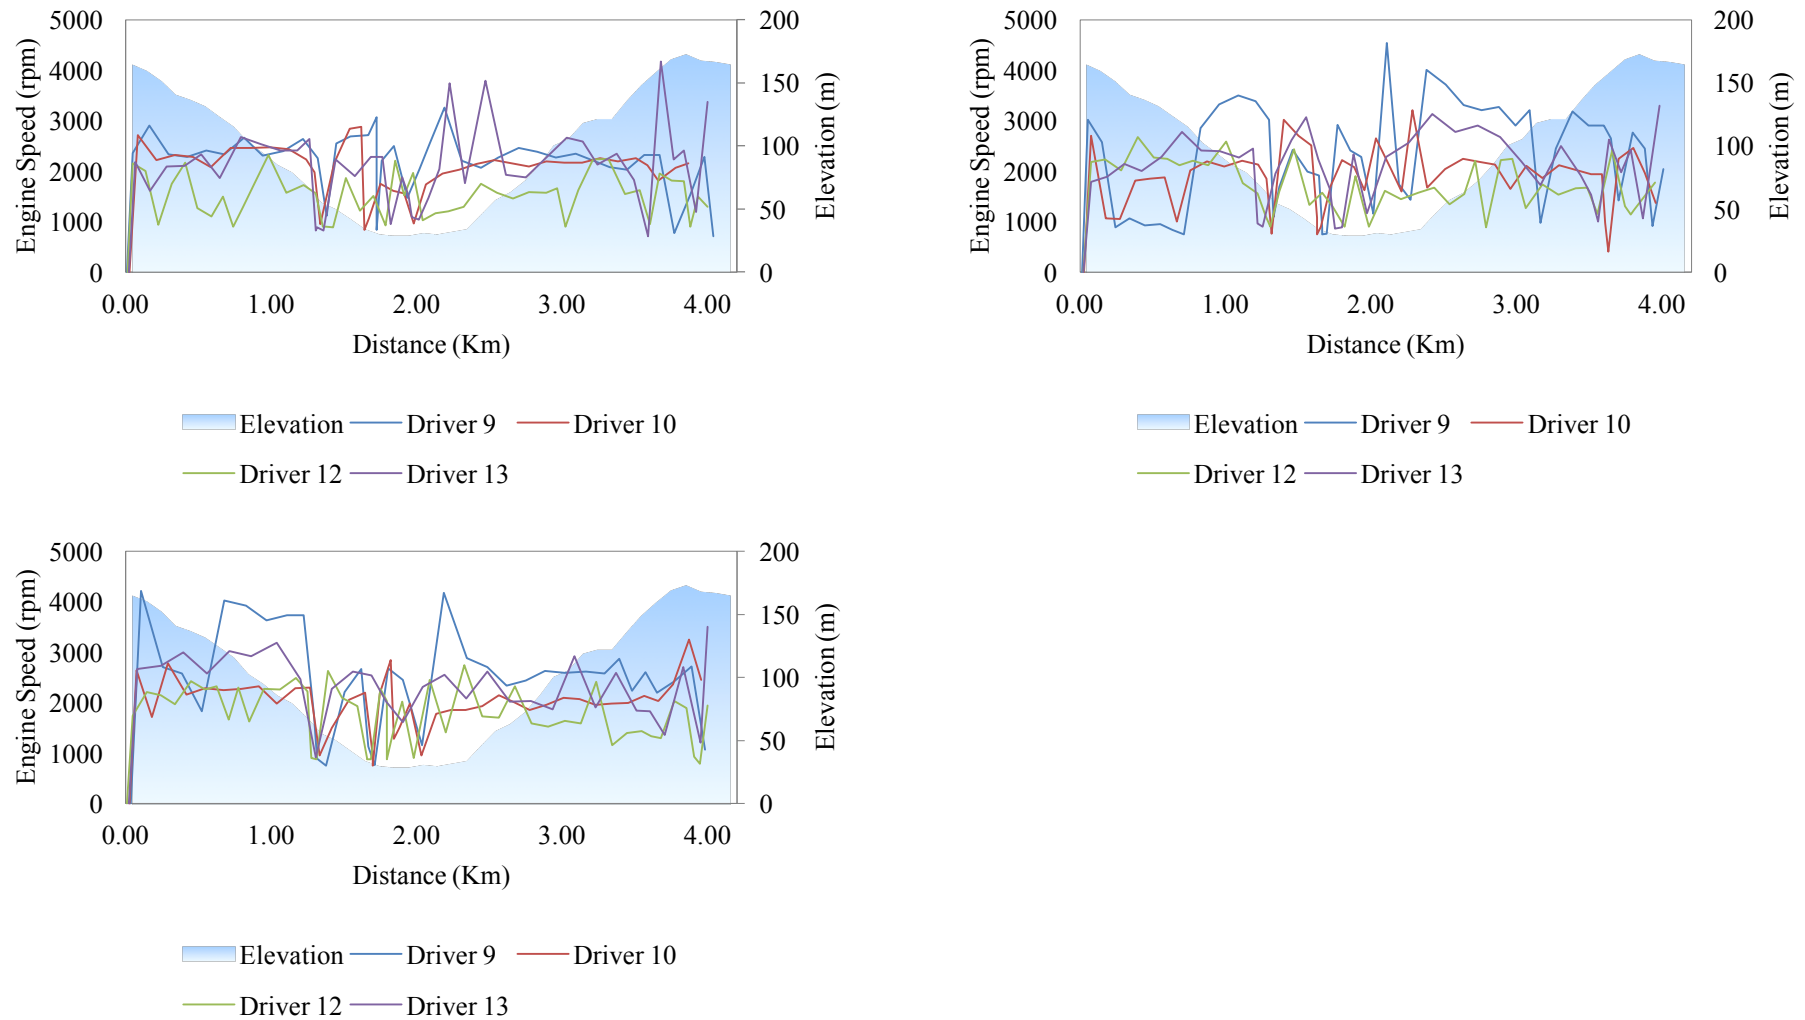 5000 200
4000 150
3000 100
2000 50
1000 0
0
Engine Speed (rpm)
Elevation (m)
0.00 1.00 2.00 3.00 4.00
Distance (Km)
Elevation Driver 9 Driver 10
Driver 12 Driver 13
5000 200
4000 150
3000 100
2000 50
1000 0
0
Engine Speed (rpm)
Elevation (m)
0.00 1.00 2.00 3.00 4.00
Distance (Km)
Elevation Driver 9 Driver 10
Driver 12 Driver 13
5000 200
4000 150
3000 100
2000 50
1000 0
0
Engine Speed (rpm)
Elevation (m)
0.00 1.00 2.00 3.00 4.00
Distance (Km)
Elevation Driver 9 Driver 10
Driver 12 Driver 13